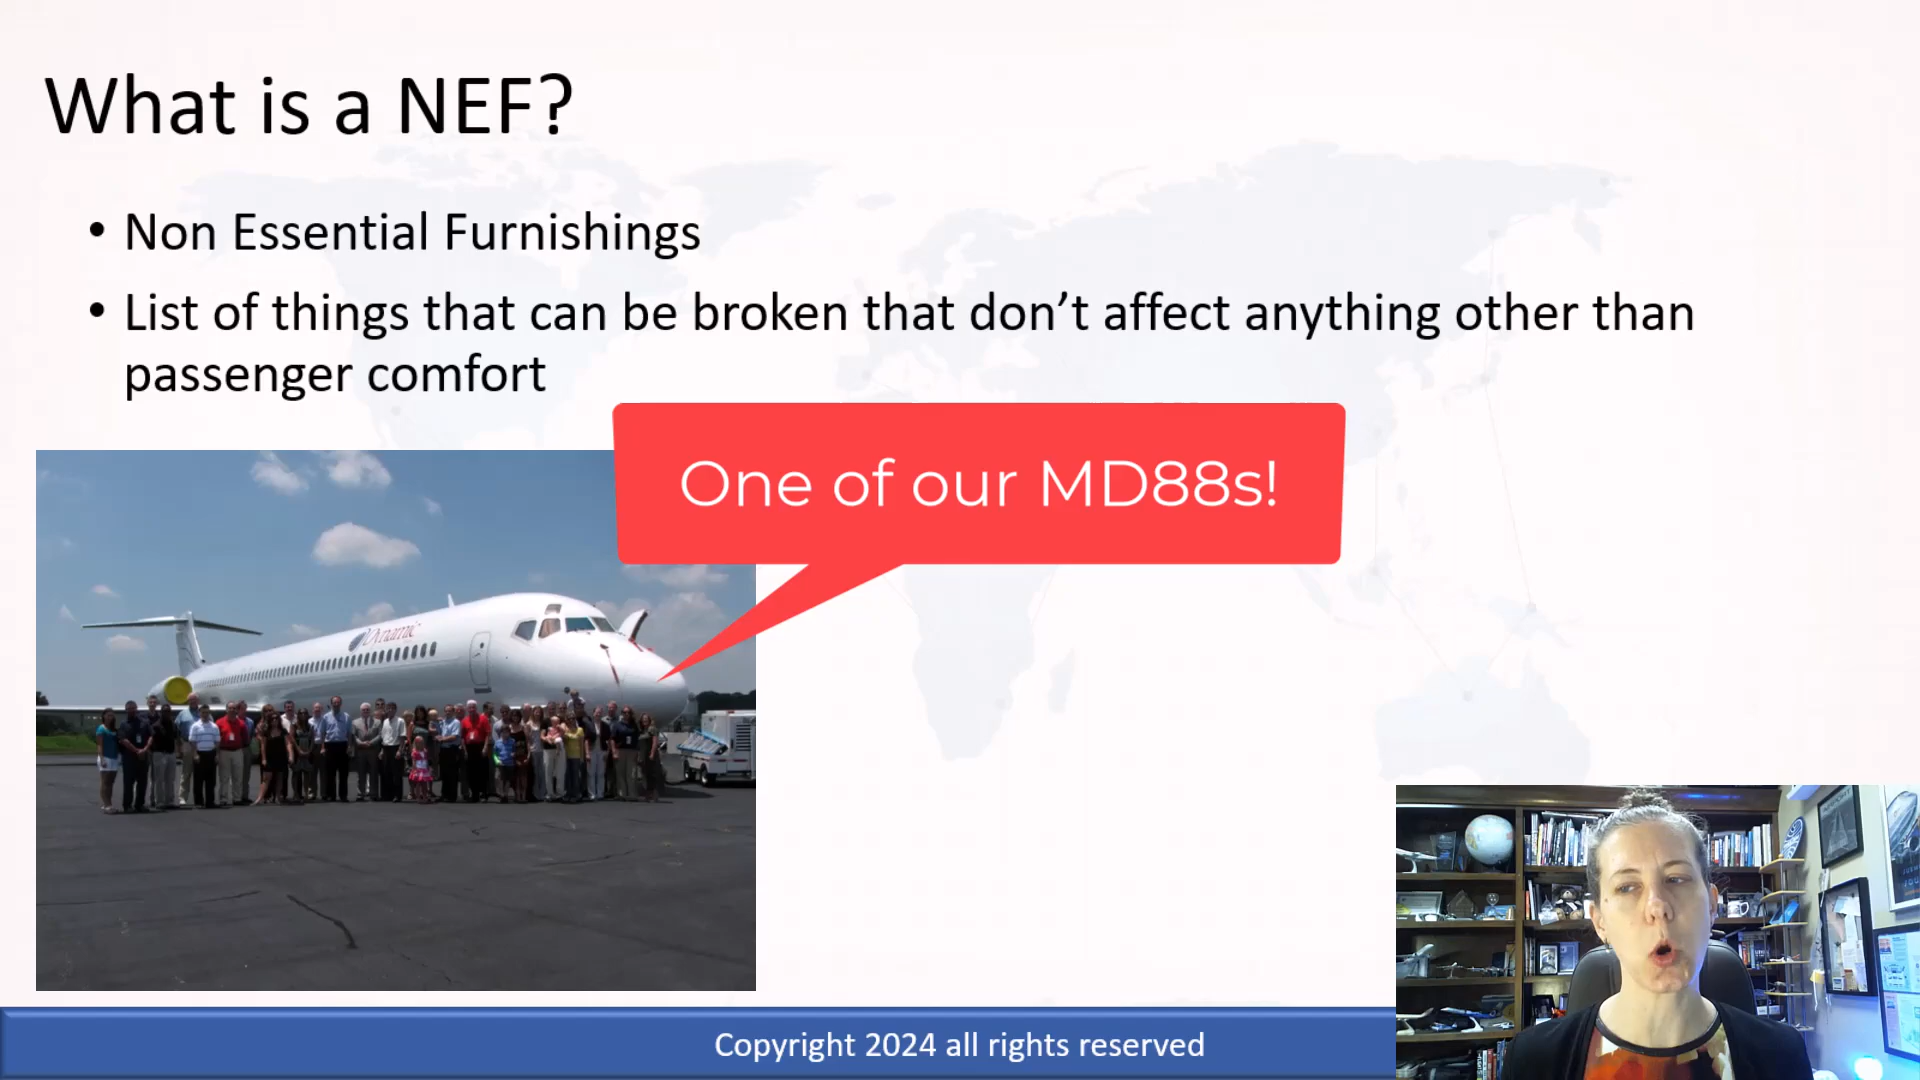 What is a NEF?
• Non Essential Furnishings
• List of things that can be broken that don’t affect anything other than
passenger comfort
One of our MD88s!
Dynamic
Copyright 2024 all rights reserved